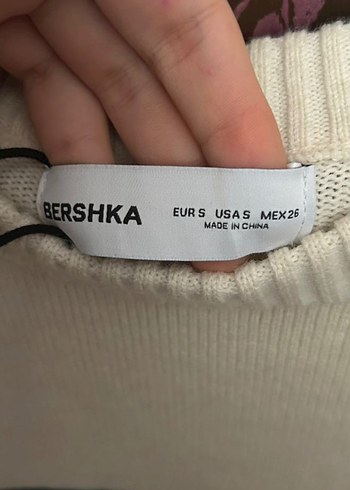 BERSHKA
EUR S USA S MEX 26
MADE IN CHINA